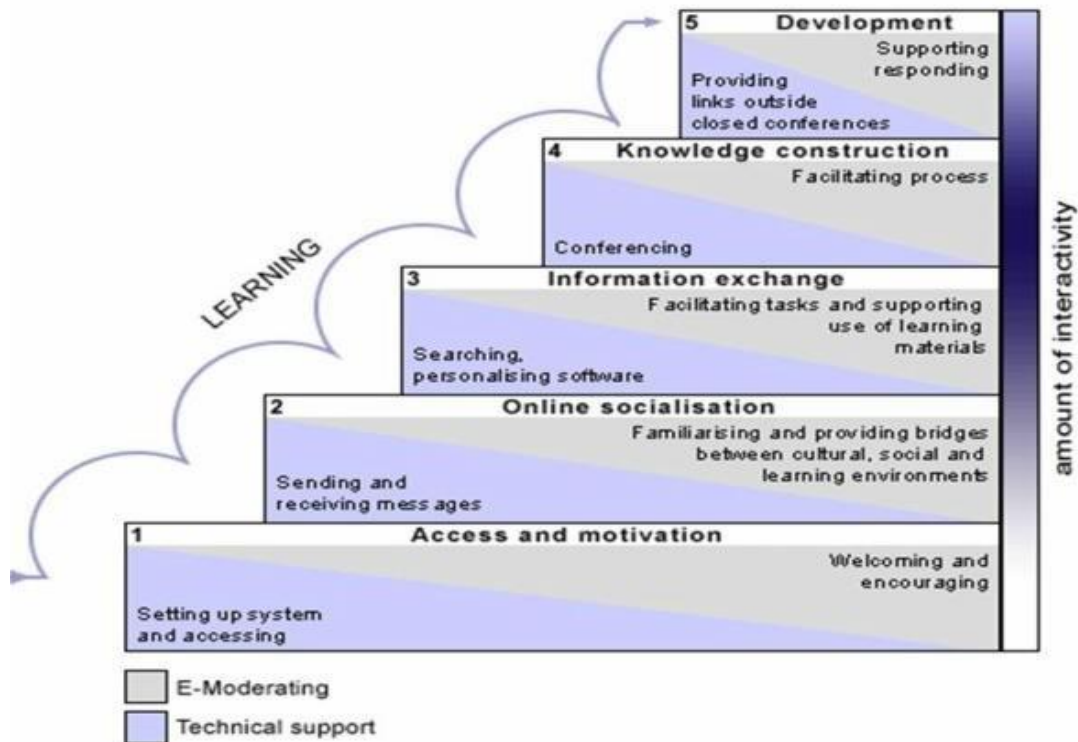 5 Development
Supporting
responding
Providing
links outside
closed conferences
4 Knowledge construction
Facilitating process
Conferencing
3 Information exchange
Facilitating tasks and supporting
use of learning
materials
Searching,
personalising software
2 Online socialisation
Familiarising and providing bridges
between cultural, social and
learning environments
Sending and
receiving messages
1 Access and motivation
Welcoming and
encouraging
Setting up system
and accessing
LEARNING
amount of interactivity
E-Moderating
Technical support